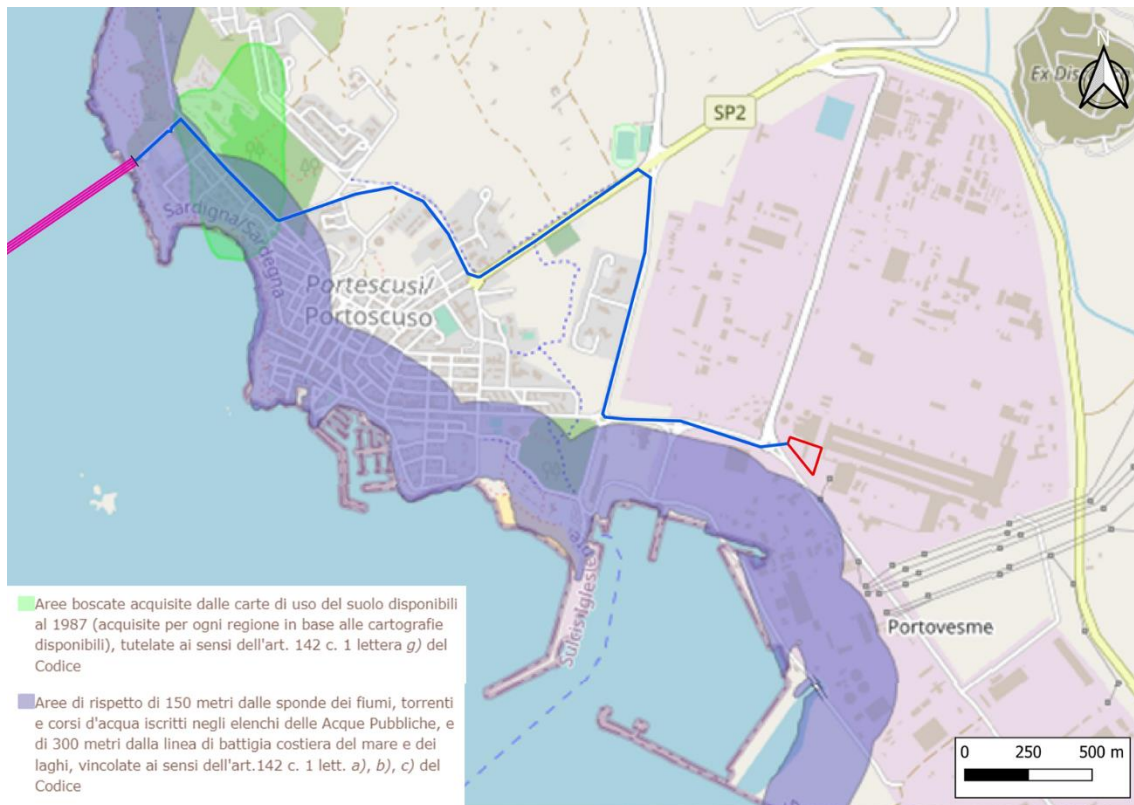 N
Ex Dis
SP2
Sardigna/Sardegna
Portescusi/
Portoscuso
Sulcis Iglesie
Portovesme
Aree boscate acquisite dalle carte di uso del suolo disponibili
al 1987 (acquisite per ogni regione in base alle cartografie
disponibili), tutelate ai sensi dell'art. 142 c. 1 lettera g) del
Codice
Aree di rispetto di 150 metri dalle sponde dei fiumi, torrenti
e corsi d'acqua iscritti negli elenchi delle Acque Pubbliche, e
di 300 metri dalla linea di battigia costiera del mare e dei
laghi, vincolate ai sensi dell'art.142 c. 1 lett. a), b), c) del
Codice
0 250 500 m